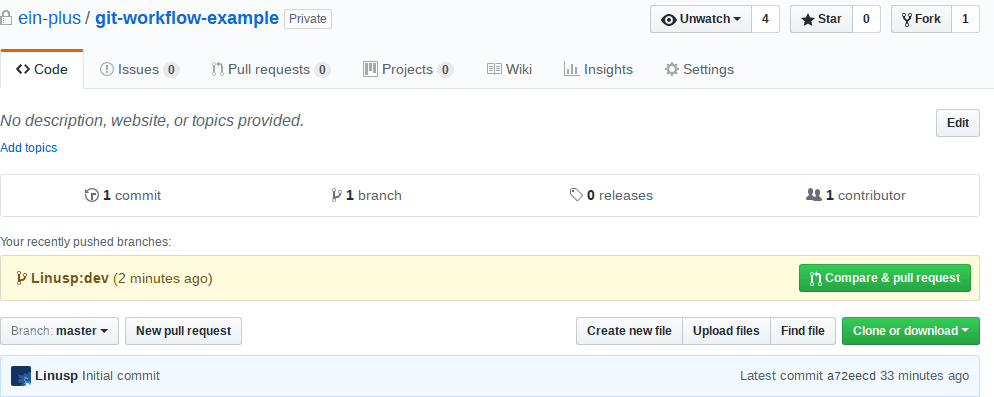 ein-plus / git-workflow-example Private Unwatch 4 Star 0 Fork 1
Code Issues 0 Pull requests 0 Projects 0 Wiki Insights Settings
No description, website, or topics provided. Edit
Add topics
1 commit 1 branch 0 releases 1 contributor
Your recently pushed branches:
Linusp:dev (2 minutes ago) Compare & pull request
Branch: master New pull request Create new file Upload files Find file Clone or download
Linusp Initial commit Latest commit a72eecd 33 minutes ago